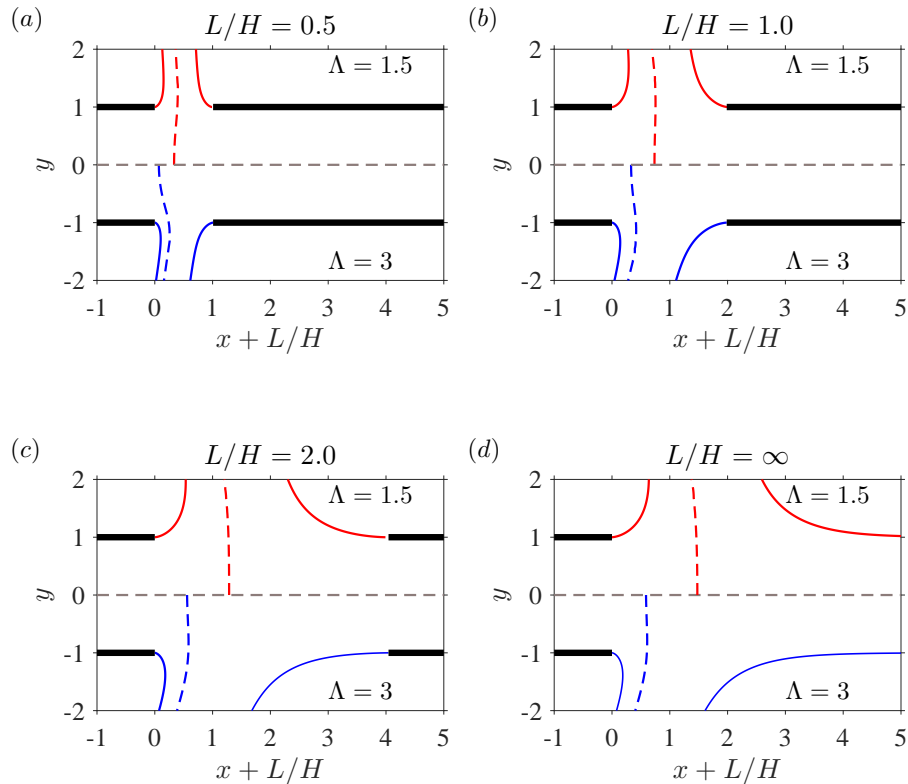 (a) L/H = 0.5
2
1
0
-1
-2
y
Λ = 1.5
Λ = 3
-1 0 1 2 3 4 5
x + L/H
(b) L/H = 1.0
2
1
0
-1
-2
y
Λ = 1.5
Λ = 3
-1 0 1 2 3 4 5
x + L/H
(c) L/H = 2.0
2
1
0
-1
-2
y
Λ = 1.5
Λ = 3
-1 0 1 2 3 4 5
x + L/H
(d) L/H = ∞
2
1
0
-1
-2
y
Λ = 1.5
Λ = 3
-1 0 1 2 3 4 5
x + L/H